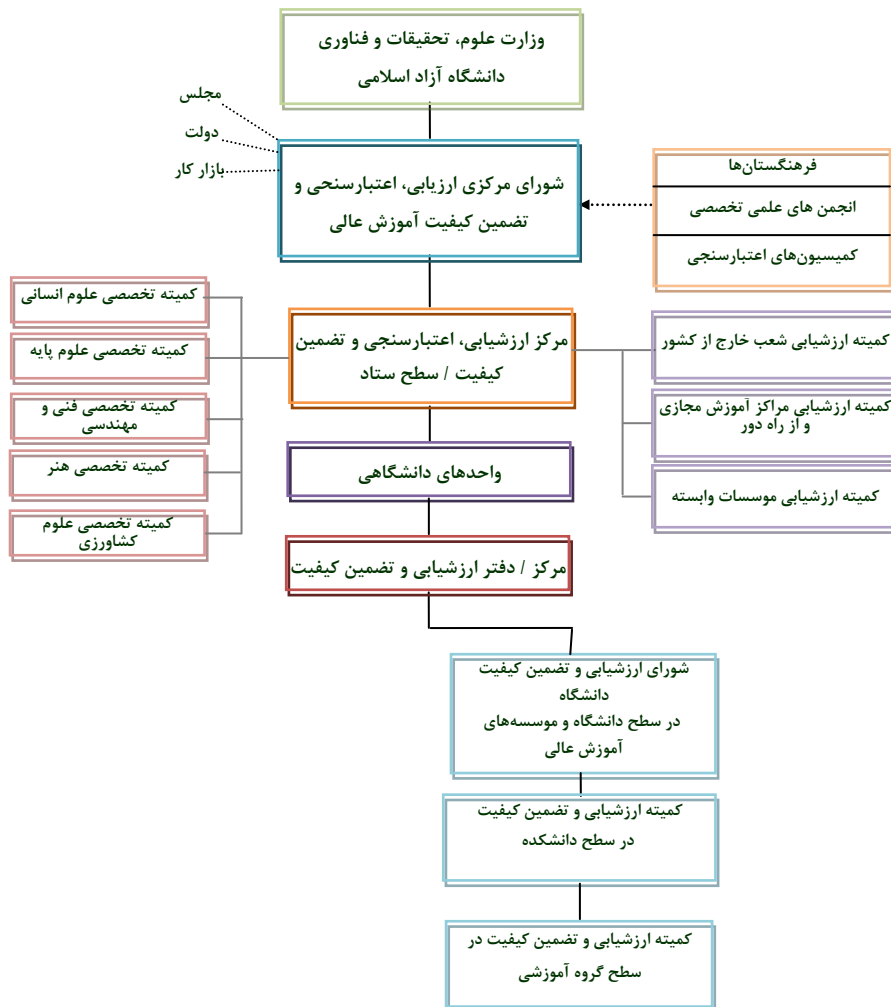 وزارت علوم، تحقیقات و فناوری
دانشگاه آزاد اسلامی
مجلس
دولت
بازار کار
شورای مرکزی ارزیابی، اعتبارسنحی و
تضمین کیفیت آموزش عالی
فرهنگستان‌ها
انجمن های علمی تخصصی
کمیسیون‌های اعتبارسنجی
مرکز ارزشیابی، اعتبارسنجی و تضمین
کیفیت / سطح ستاد
کمیته ارزشیابی شعب خارج از کشور
کمیته ارزشیابی مراکز آموزش مجازی
و از راه دور
کمیته ارزشیابی موسسات وابسته
کمیته تخصصی علوم انسانی
کمیته تخصصی علوم پایه
کمیته تخصصی فنی و
مهندسی
کمیته تخصصی هنر
کمیته تخصصی علوم
کشاورزی
واحدهای دانشگاهی
مرکز / دفتر ارزشیابی و تضمین کیفیت
شورای ارزشیابی و تضمین کیفیت
دانشگاه
در سطح دانشگاه و موسسه‌های
آموزش عالی
کمیته ارزشیابی و تضمین کیفیت
در سطح دانشکده
کمیته ارزشیابی و تضمین کیفیت در
سطح گروه آموزشی